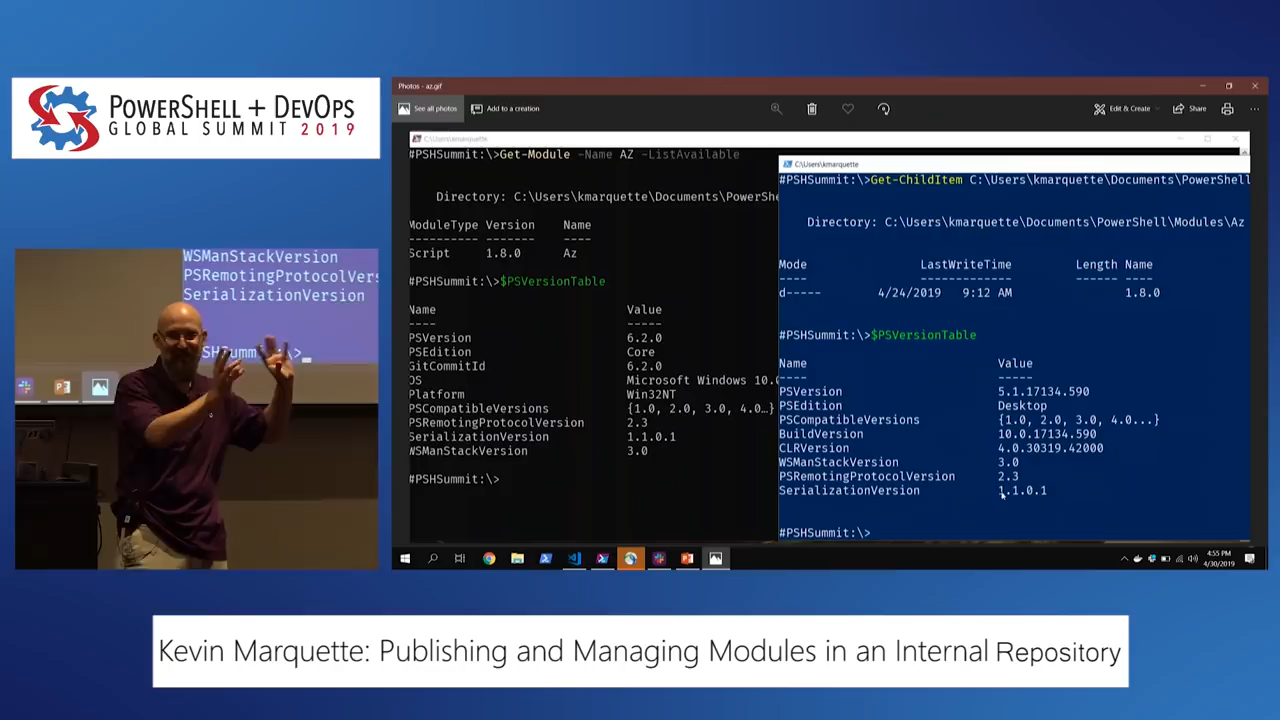 POWERSHELL + DEVOPS
GLOBAL SUMMIT 2019
WSManStackVersion
PSRemotingProtocolVers
SerializationVersion
SHSumm :\>_
Photos - az.gif
See all photos
Add to a creation
Edit & Create
Share
C:\Users\kmarquette
#PSHSummit:\>Get-Module -Name AZ -ListAvailable
Directory: C:\Users\kmarquette\Documents\PowerSh
ModuleType Version Name
---------- ------- ----
Script 1.8.0 Az
#PSHSummit:\>$PSVersionTable
Name Value
---- -----
PSVersion 6.2.0
PSEdition Core
GitCommitId 6.2.0
OS Microsoft Windows 10.0
Platform Win32NT
PSCompatibleVersions {1.0, 2.0, 3.0, 4.0…}
PSRemotingProtocolVersion 2.3
SerializationVersion 1.1.0.1
WSManStackVersion 3.0
#PSHSummit:\>
C:\Users\kmarquette
#PSHSummit:\>Get-ChildItem C:\Users\kmarquette\Documents\PowerShell
Directory: C:\Users\kmarquette\Documents\PowerShell\Modules\Az
Mode LastWriteTime Length Name
---- ------------- ------ ----
d----- 4/24/2019 9:12 AM 1.8.0
#PSHSummit:\>$PSVersionTable
Name Value
---- -----
PSVersion 5.1.17134.590
PSEdition Desktop
PSCompatibleVersions {1.0, 2.0, 3.0, 4.0...}
BuildVersion 10.0.17134.590
CLRVersion 4.0.30319.42000
WSManStackVersion 3.0
PSRemotingProtocolVersion 2.3
SerializationVersion 1.1.0.1
#PSHSummit:\>
4:55 PM
4/30/2019
Kevin Marquette: Publishing and Managing Modules in an Internal Repository